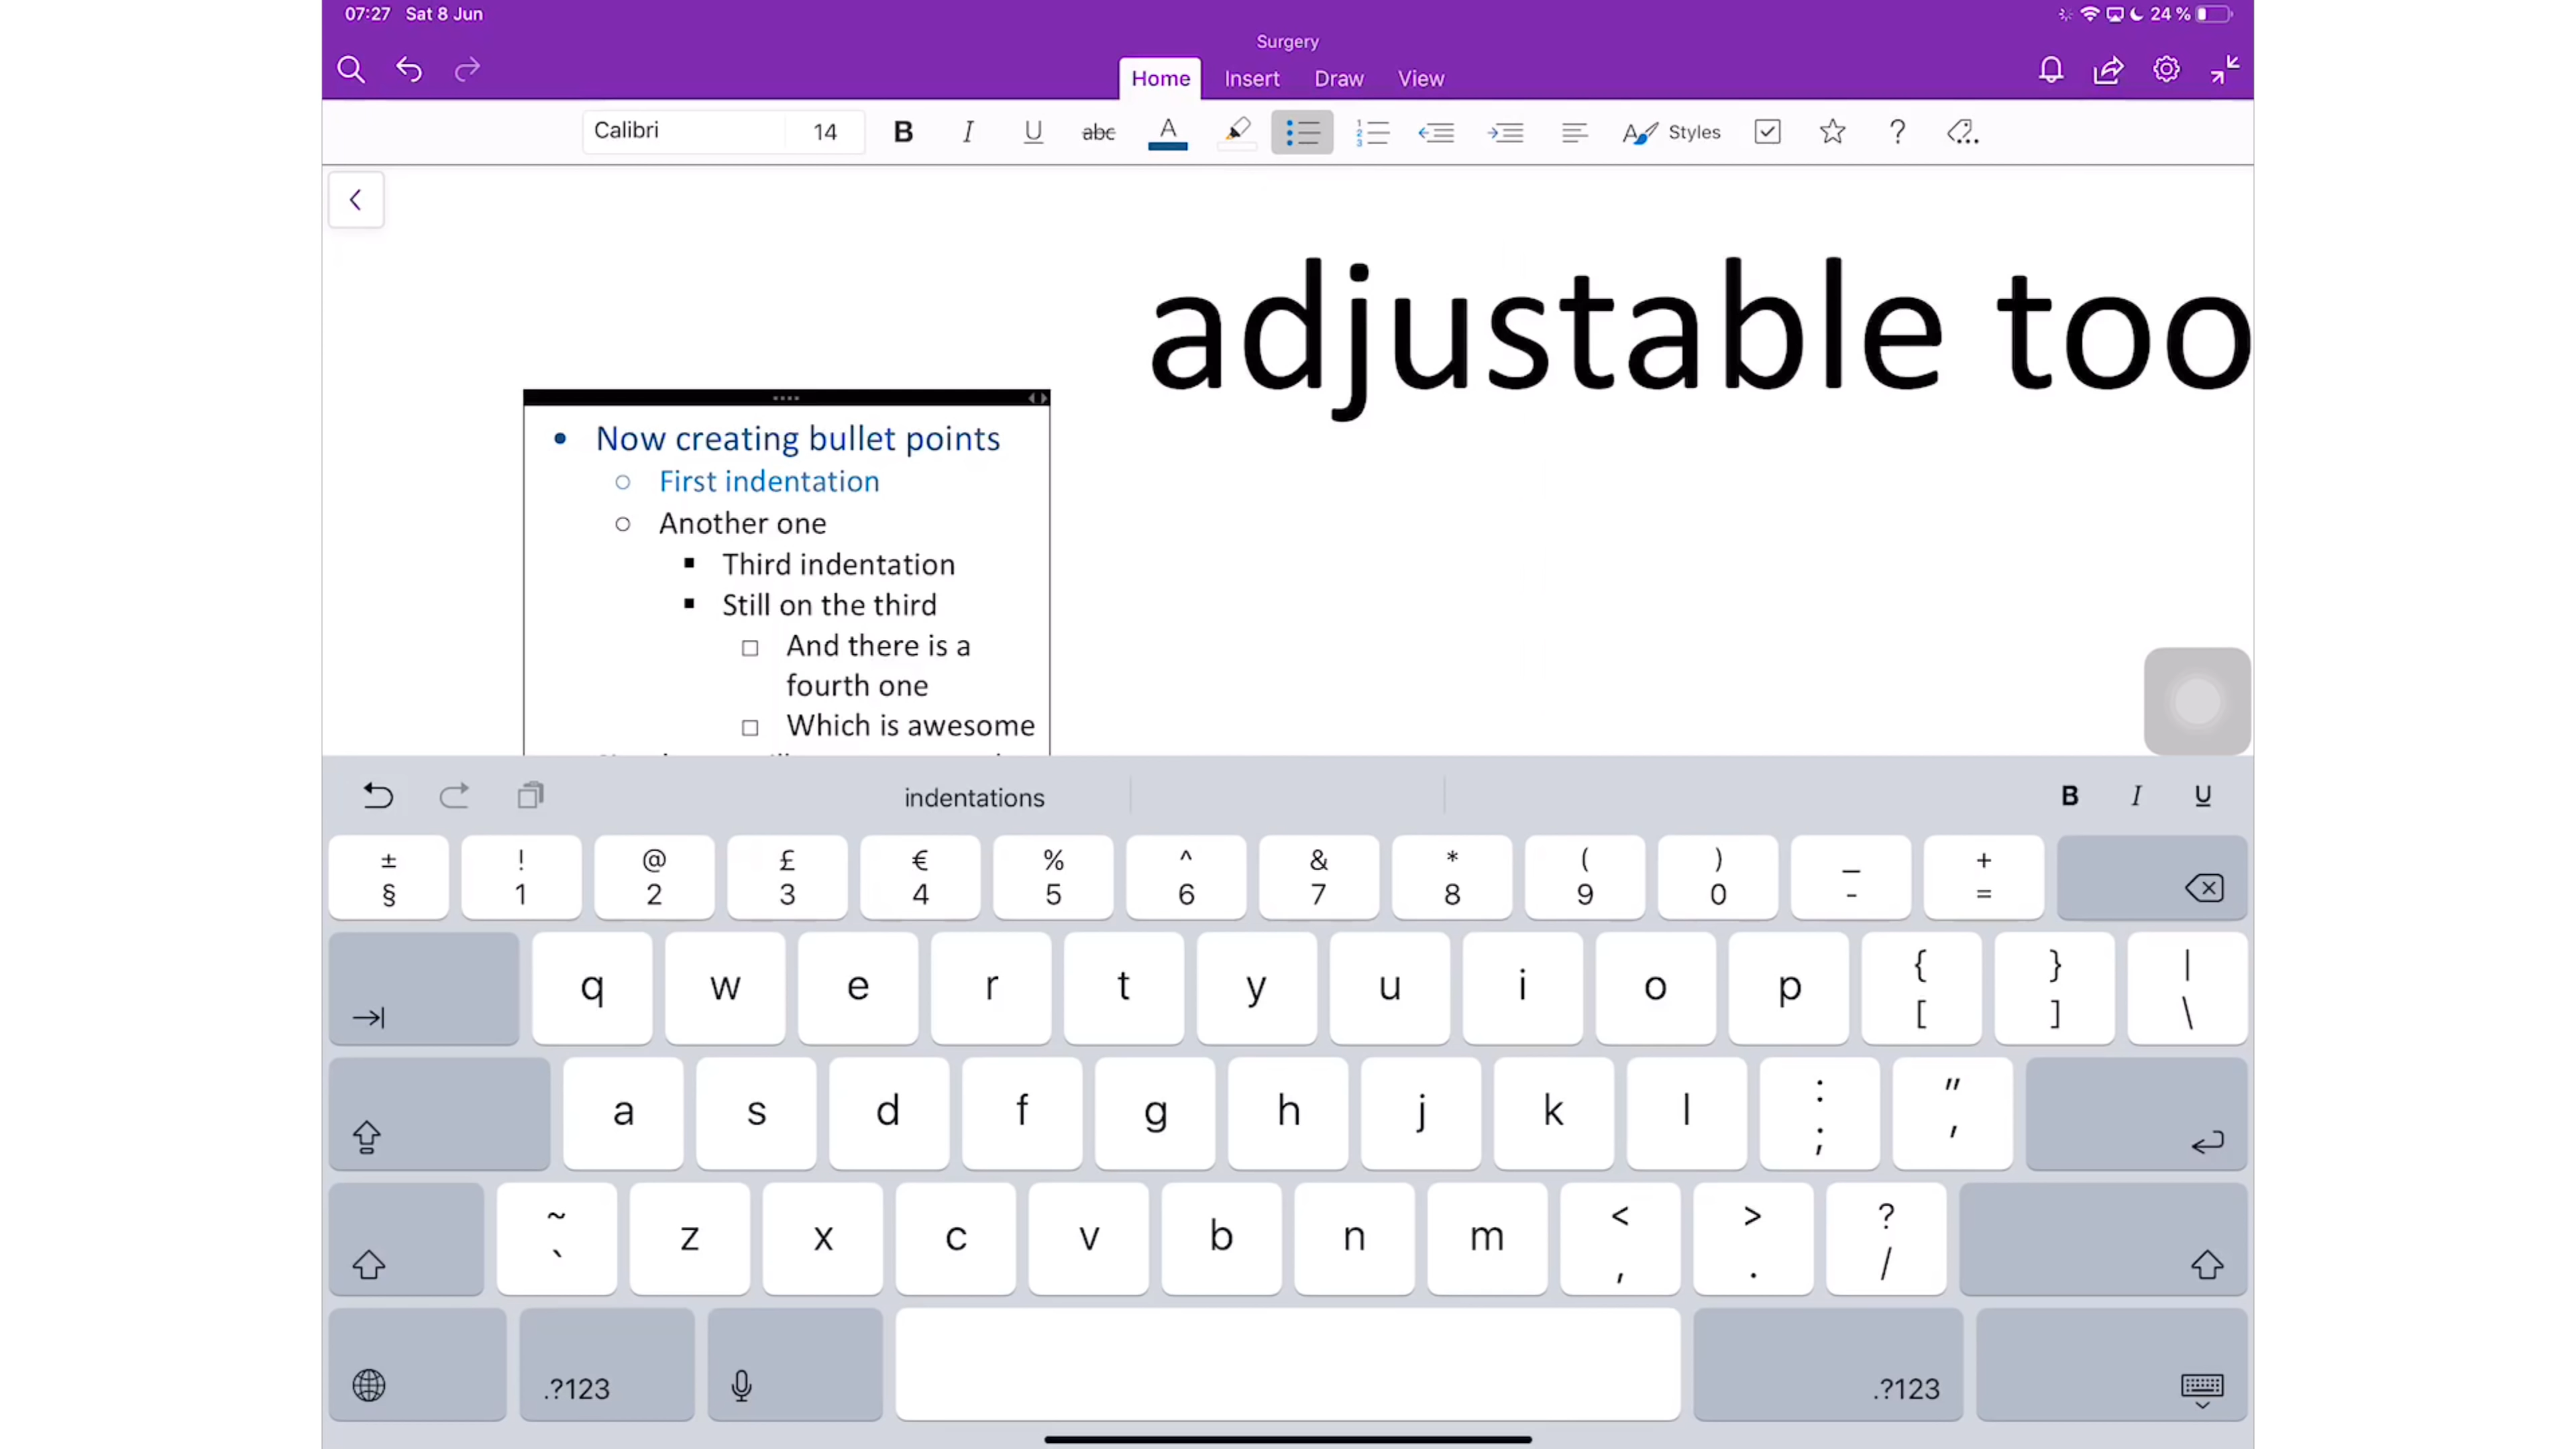 07:27 Sat 8 Jun
24 %
Surgery
Home Insert Draw View
Calibri 14 B I U abc A Styles ?
adjustable too
Now creating bullet points
First indentation
Another one
Third indentation
Still on the third
And there is a
fourth one
Which is awesome
indentations
B I U
± ! @ £ € % ^ & * ( ) _ +
§ 1 2 3 4 5 6 7 8 9 0 - =
q w e r t y u i o p { } |
[ ] \
a s d f g h j k l : "
; '
~ z x c v b n m < > ?
` , . /
.?123 .?123